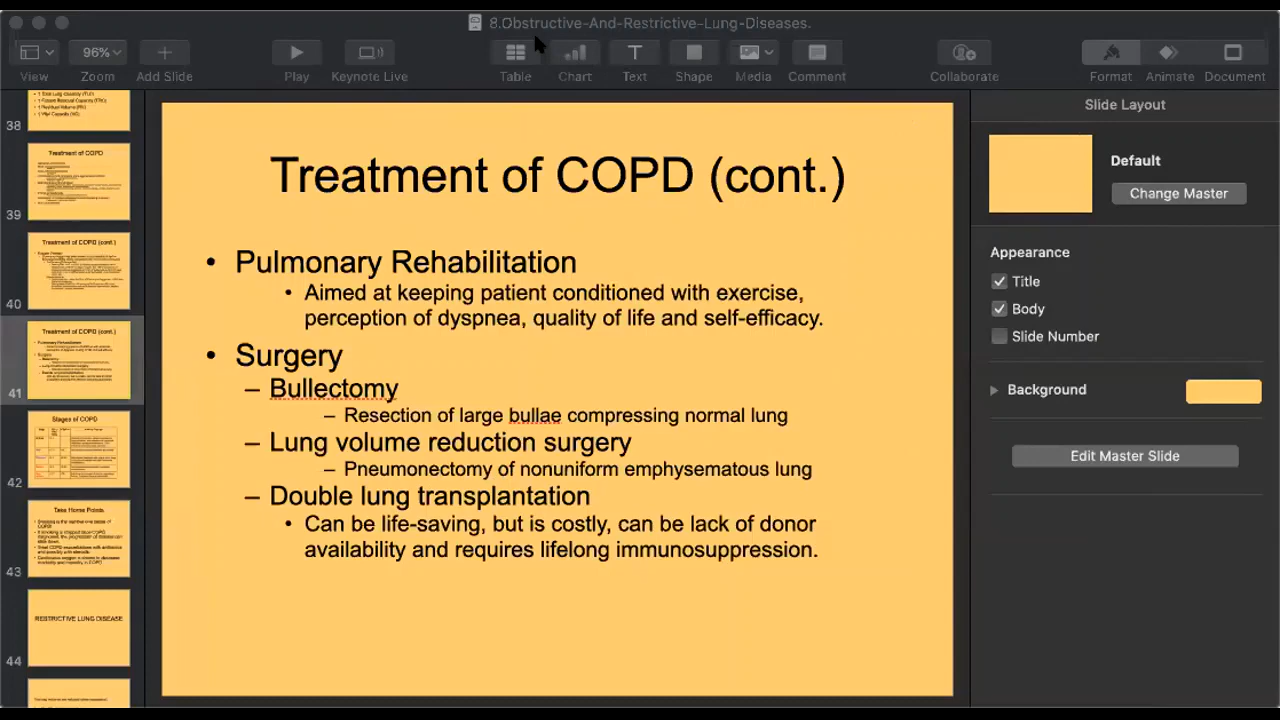 8.Obstructive-And-Restrictive-Lung-Diseases.
96%
View
Zoom
Add Slide
Play
Keynote Live
Table
Chart
Text
Shape
Media
Comment
Collaborate
Format
Animate
Document
38
Treatment of COPD
39
Treatment of COPD (cont.)
40
Treatment of COPD (cont.)
41
Stages of COPD
42
Take Home Points
43
RESTRICTIVE LUNG DISEASE
44
Treatment of COPD (cont.)
• Pulmonary Rehabilitation
• Aimed at keeping patient conditioned with exercise,
perception of dyspnea, quality of life and self-efficacy.
• Surgery
– Bullectomy
– Resection of large bullae compressing normal lung
– Lung volume reduction surgery
– Pneumonectomy of nonuniform emphysematous lung
– Double lung transplantation
• Can be life-saving, but is costly, can be lack of donor
availability and requires lifelong immunosuppression.
Slide Layout
Default
Change Master
Appearance
Title
Body
Slide Number
Background
Edit Master Slide